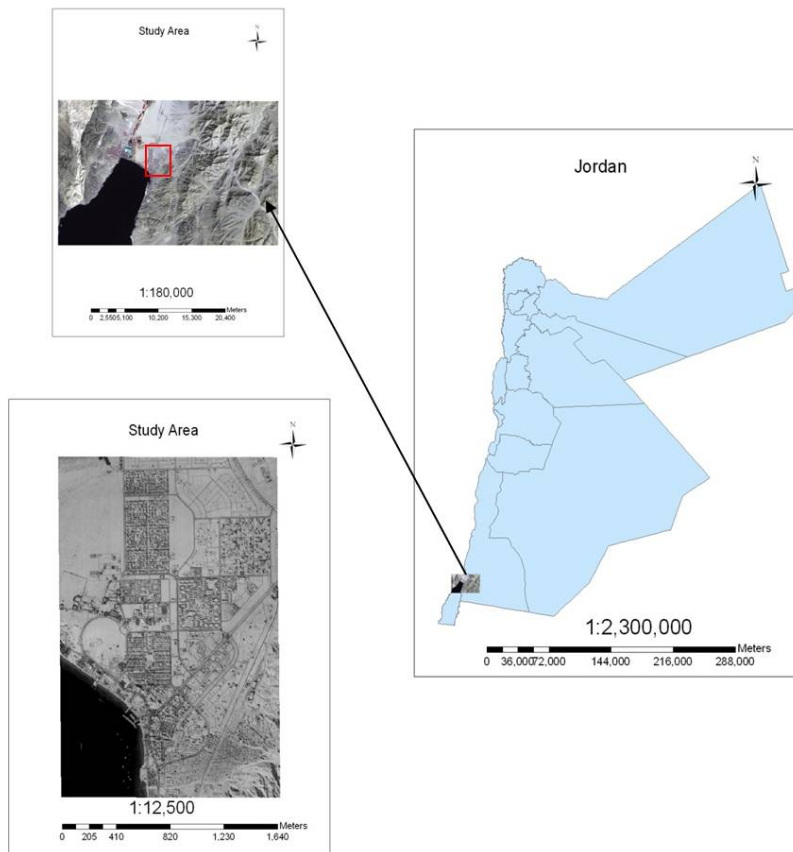 Study Area
N
1:180,000
Meters
0 2,5505,100 10,200 15,300 20,400
Jordan
N
1:2,300,000
Meters
0 36,00072,000 144,000 216,000 288,000
Study Area
N
1:12,500
Meters
0 205 410 820 1,230 1,640